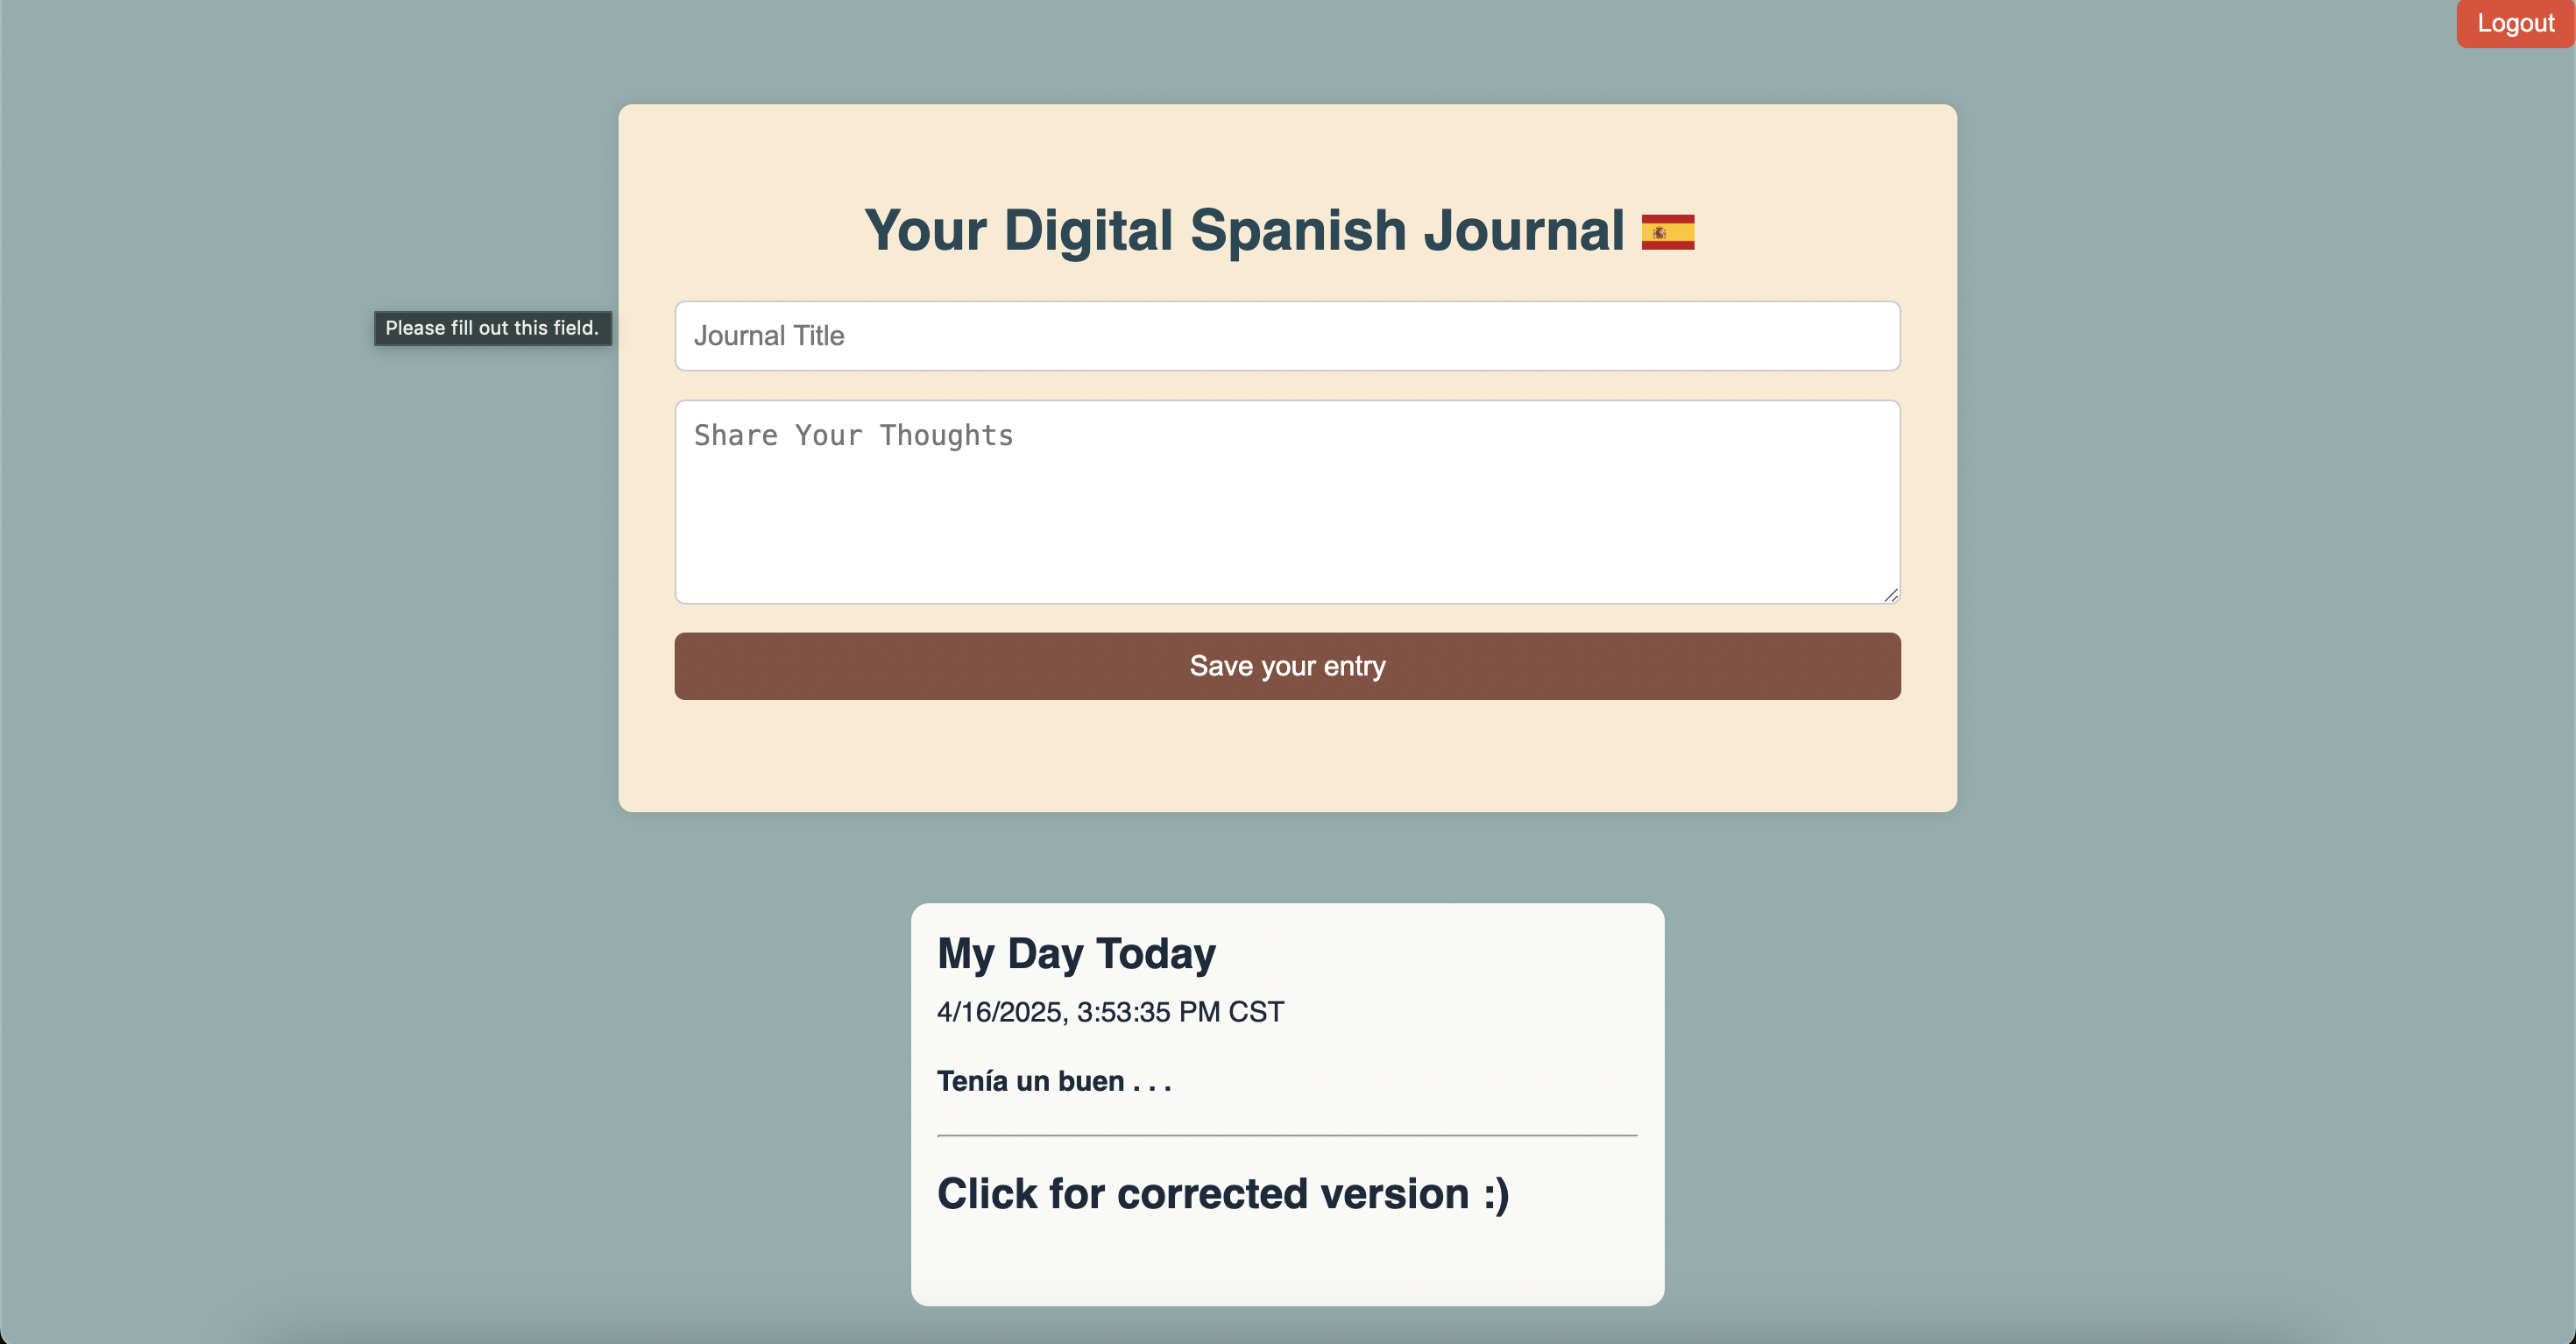 Logout
Your Digital Spanish Journal 🇪🇸
Please fill out this field.
Journal Title
Share Your Thoughts
Save your entry
My Day Today
4/16/2025, 3:53:35 PM CST
Tenía un buen . . .
Click for corrected version :)